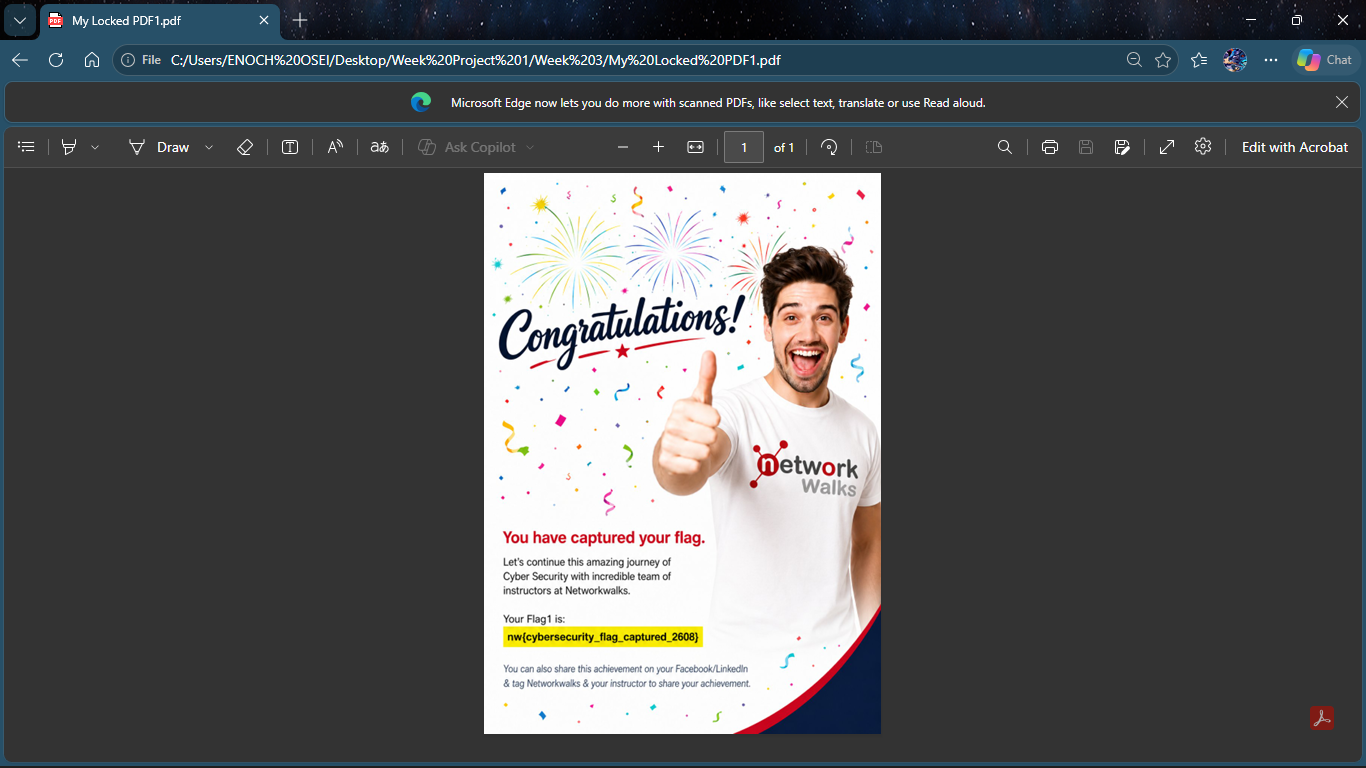 My Locked PDF1.pdf
File C:/Users/ENOCH%20OSEI/Desktop/Week%20Project%201/Week%203/My%20Locked%20PDF1.pdf
Chat
Microsoft Edge now lets you do more with scanned PDFs, like select text, translate or use Read aloud.
Draw
aあ
Ask Copilot
1 of 1
Edit with Acrobat
Congratulations!
network
Walks
You have captured your flag.
Let's continue this amazing journey of
Cyber Security with incredible team of
instructors at Networkwalks.
Your Flag1 is:
nw{cybersecurity_flag_captured_2608}
You can also share this achievement on your Facebook/LinkedIn
& tag Networkwalks & your instructor to share your achievement.